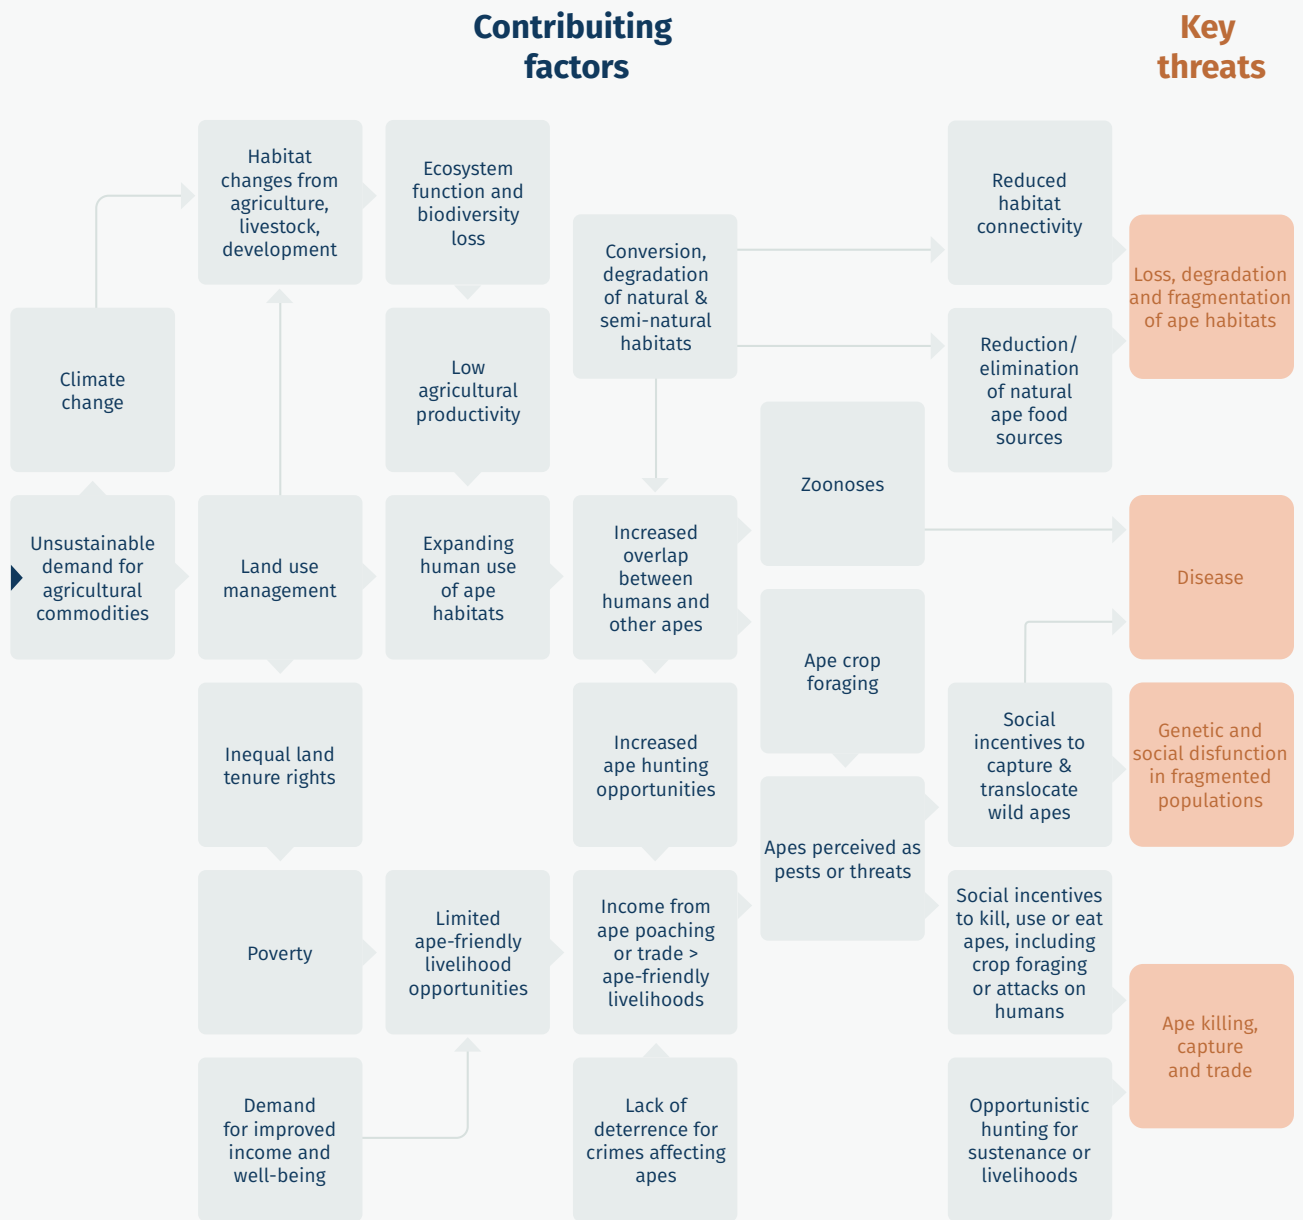 Contribuiting
factors
Key
threats
Habitat
changes from
agriculture,
livestock,
development
Ecosystem
function and
biodiversity
loss
Conversion,
degradation
of natural &
semi-natural
habitats
Reduced
habitat
connectivity
Loss, degradation
and fragmentation
of ape habitats
Climate
change
Low
agricultural
productivity
Reduction/
elimination
of natural
ape food
sources
Zoonoses
Unsustainable
demand for
agricultural
commodities
Land use
management
Expanding
human use
of ape
habitats
Increased
overlap
between
humans and
other apes
Disease
Ape crop
foraging
Inequal land
tenure rights
Increased
ape hunting
opportunities
Social
incentives to
capture &
translocate
wild apes
Genetic and
social disfunction
in fragmented
populations
Apes perceived as
pests or threats
Poverty
Limited
ape-friendly
livelihood
opportunities
Income from
ape poaching
or trade >
ape-friendly
livelihoods
Social incentives
to kill, use or eat
apes, including
crop foraging
or attacks on
humans
Ape killing,
capture
and trade
Demand
for improved
income and
well-being
Lack of
deterrence for
crimes affecting
apes
Opportunistic
hunting for
sustenance or
livelihoods